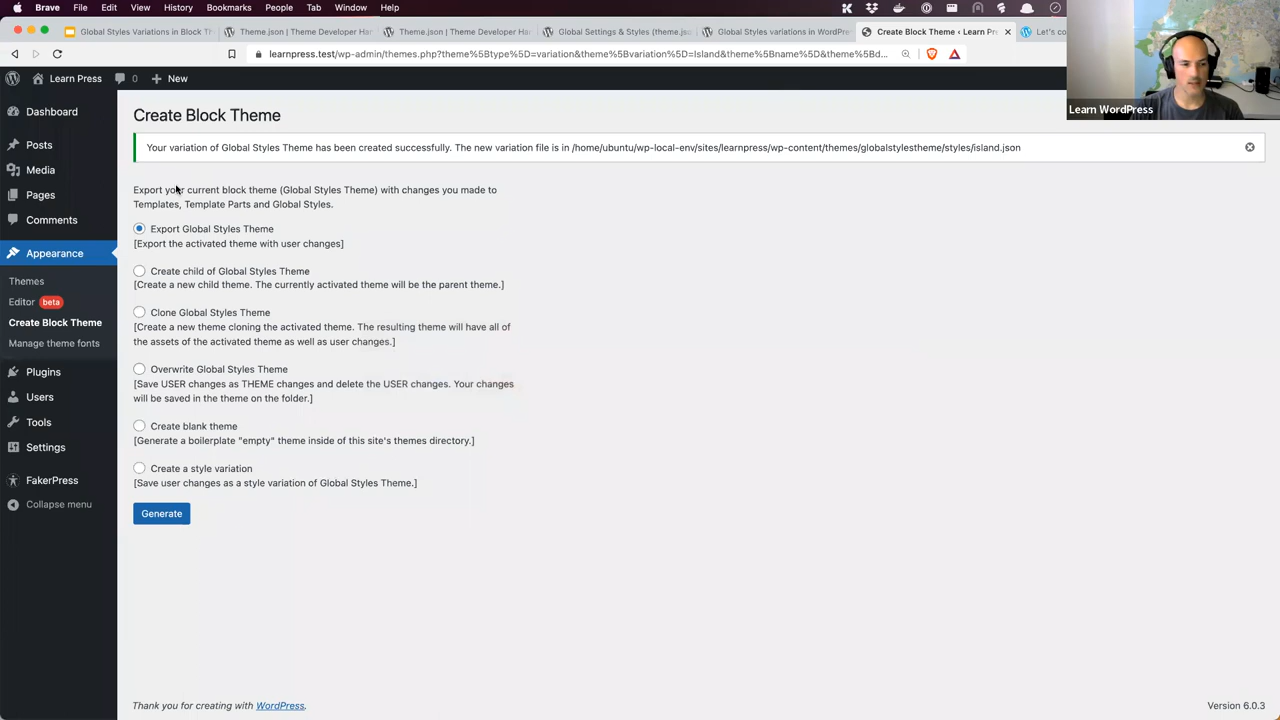 Brave File Edit View History Bookmarks People Tab Window Help
Global Styles Variations in Block Th
Theme.json | Theme Developer Han
Theme.json | Theme Developer Han
Global Settings & Styles (theme.jso
Global Styles variations in WordPre
Create Block Theme ‹ Learn Pr
Let's co
learnpress.test/wp-admin/themes.php?theme%5Btype%5D=variation&theme%5Bvariation%5D=Island&theme%5Bname%5D&theme%5Bd...
Learn Press
0
New
Learn WordPress
Dashboard
Posts
Media
Pages
Comments
Appearance
Themes
Editor beta
Create Block Theme
Manage theme fonts
Plugins
Users
Tools
Settings
FakerPress
Collapse menu
Create Block Theme
Your variation of Global Styles Theme has been created successfully. The new variation file is in /home/ubuntu/wp-local-env/sites/learnpress/wp-content/themes/globalstylestheme/styles/island.json
Export your current block theme (Global Styles Theme) with changes you made to
Templates, Template Parts and Global Styles.
Export Global Styles Theme
[Export the activated theme with user changes]
Create child of Global Styles Theme
[Create a new child theme. The currently activated theme will be the parent theme.]
Clone Global Styles Theme
[Create a new theme cloning the activated theme. The resulting theme will have all of
the assets of the activated theme as well as user changes.]
Overwrite Global Styles Theme
[Save USER changes as THEME changes and delete the USER changes. Your changes
will be saved in the theme on the folder.]
Create blank theme
[Generate a boilerplate "empty" theme inside of this site's themes directory.]
Create a style variation
[Save user changes as a style variation of Global Styles Theme.]
Generate
Thank you for creating with WordPress.
Version 6.0.3